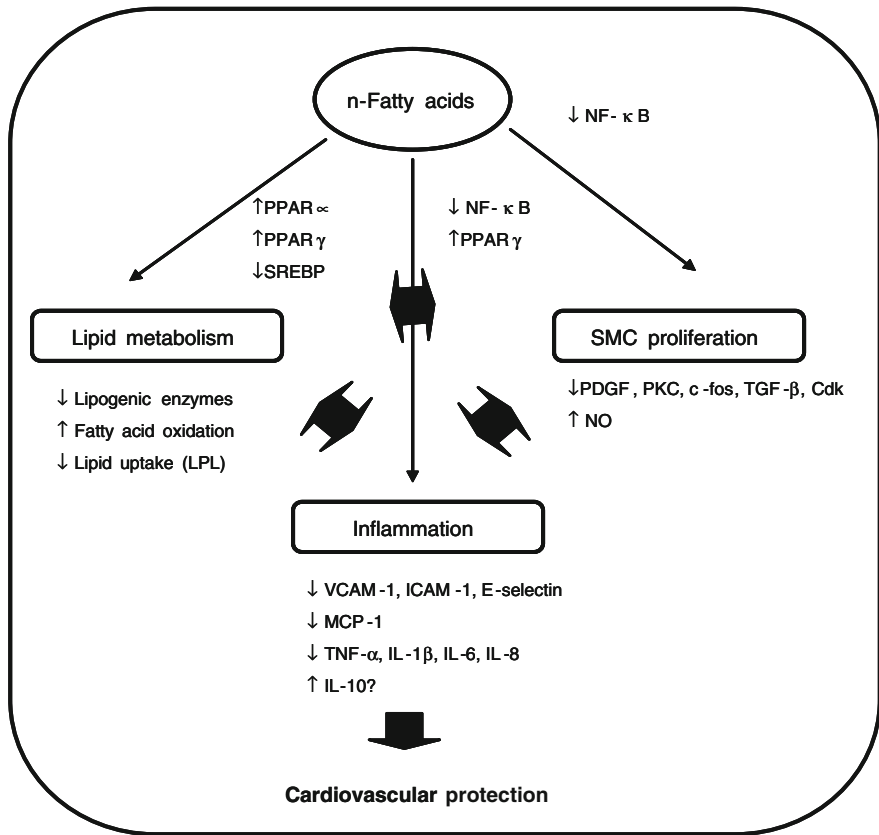 n-Fatty acids
↓ NF- κ B
↑PPAR ∝
↑PPAR γ
↓SREBP
↓ NF- κ B
↑PPAR γ
Lipid metabolism
↓ Lipogenic enzymes
↑ Fatty acid oxidation
↓ Lipid uptake (LPL)
SMC proliferation
↓PDGF, PKC, c-fos, TGF-β, Cdk
↑ NO
Inflammation
↓ VCAM-1, ICAM-1, E-selectin
↓ MCP-1
↓ TNF-α, IL-1β, IL-6, IL-8
↑ IL-10?
Cardiovascular protection